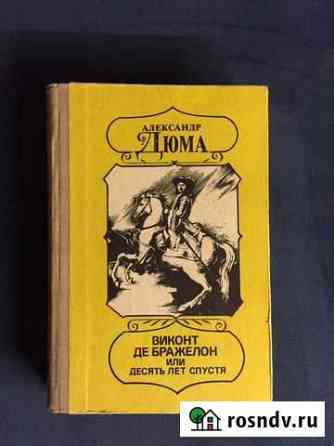 АЛЕКСАНДР
ДЮМА
ВИКОНТ
ДЕ БРАЖЕЛОН
ИЛИ
ДЕСЯТЬ ЛЕТ СПУСТЯ
rosndv.ru